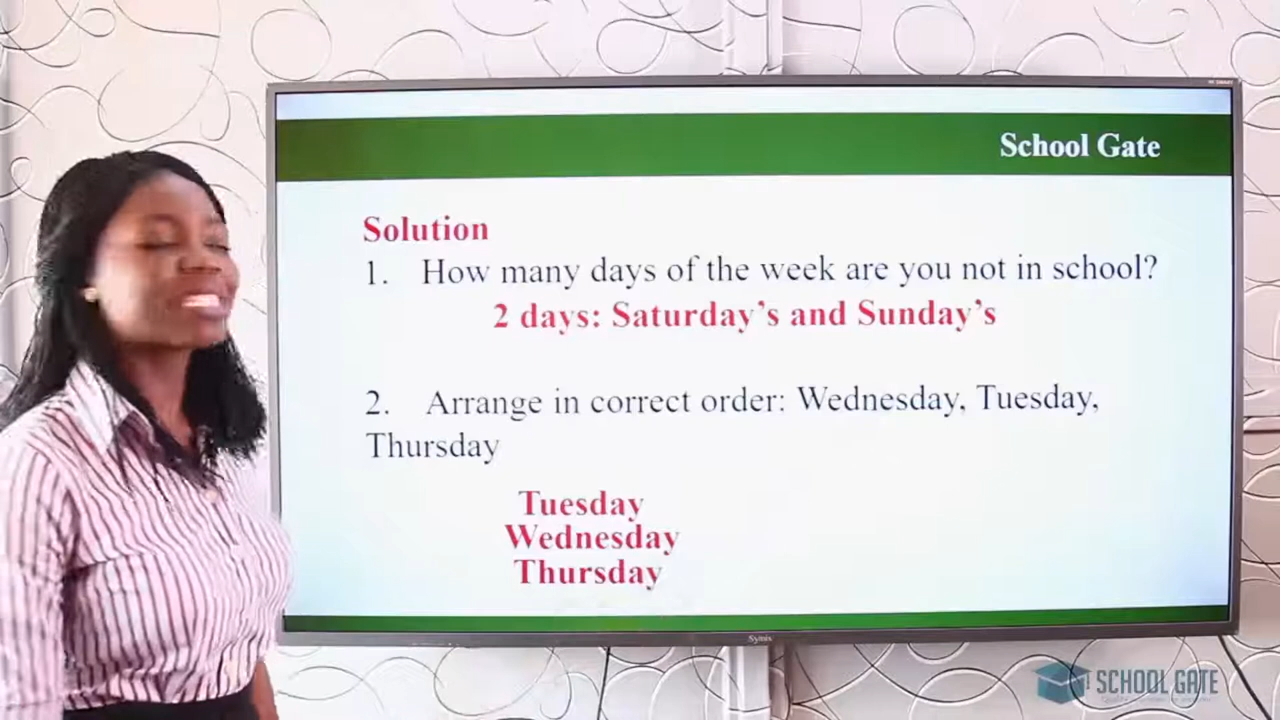 School Gate
Solution
1. How many days of the week are you not in school?
2 days: Saturday's and Sunday's
2. Arrange in correct order: Wednesday, Tuesday,
Thursday
Tuesday
Wednesday
Thursday
SCHOOL GATE